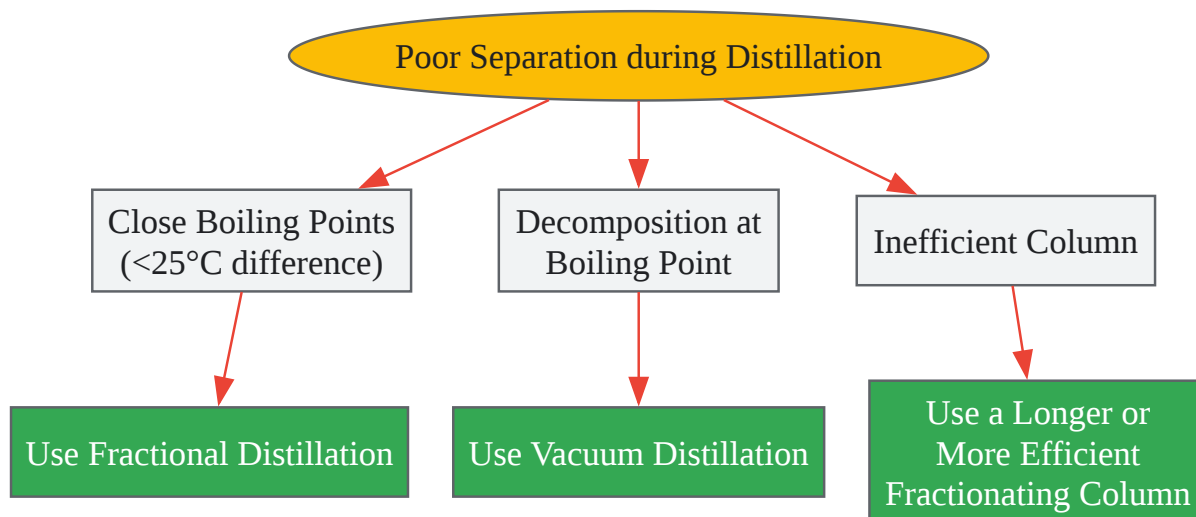 Poor Separation during Distillation
Close Boiling Points
(<25°C difference)
Decomposition at
Boiling Point
Inefficient Column
Use Fractional Distillation
Use Vacuum Distillation
Use a Longer or
More Efficient
Fractionating Column